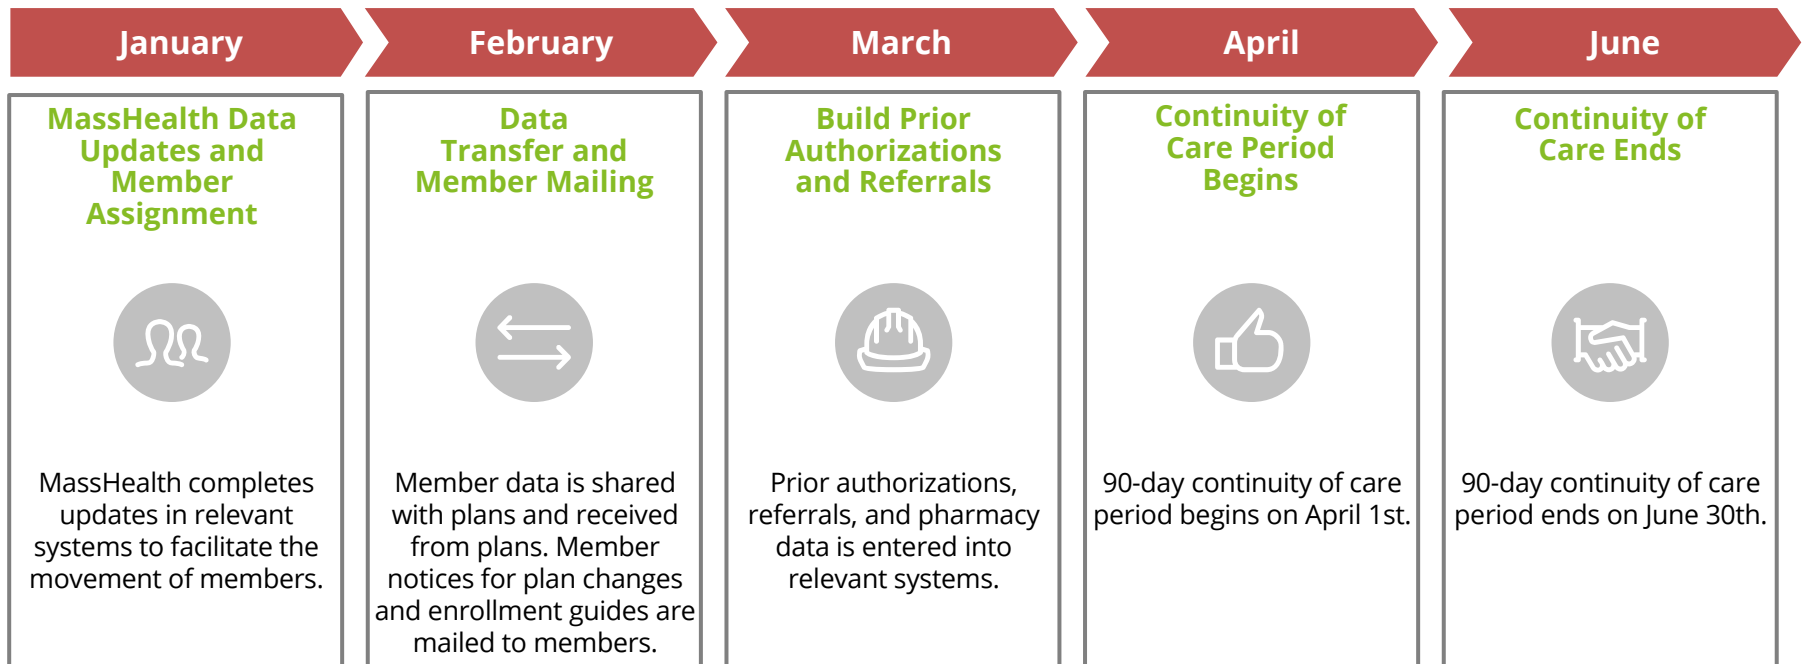 January
February
March
April
June
MassHealth Data
Updates and
Member
Assignment
MassHealth completes
updates in relevant
systems to facilitate the
movement of members.
Data
Transfer and
Member Mailing
Member data is shared
with plans and received
from plans. Member
notices for plan changes
and enrollment guides are
mailed to members.
Build Prior
Authorizations
and Referrals
Prior authorizations,
referrals, and pharmacy
data is entered into
relevant systems.
Continuity of
Care Period
Begins
90-day continuity of care
period begins on April 1st.
Continuity of
Care Ends
90-day continuity of care
period ends on June 30th.